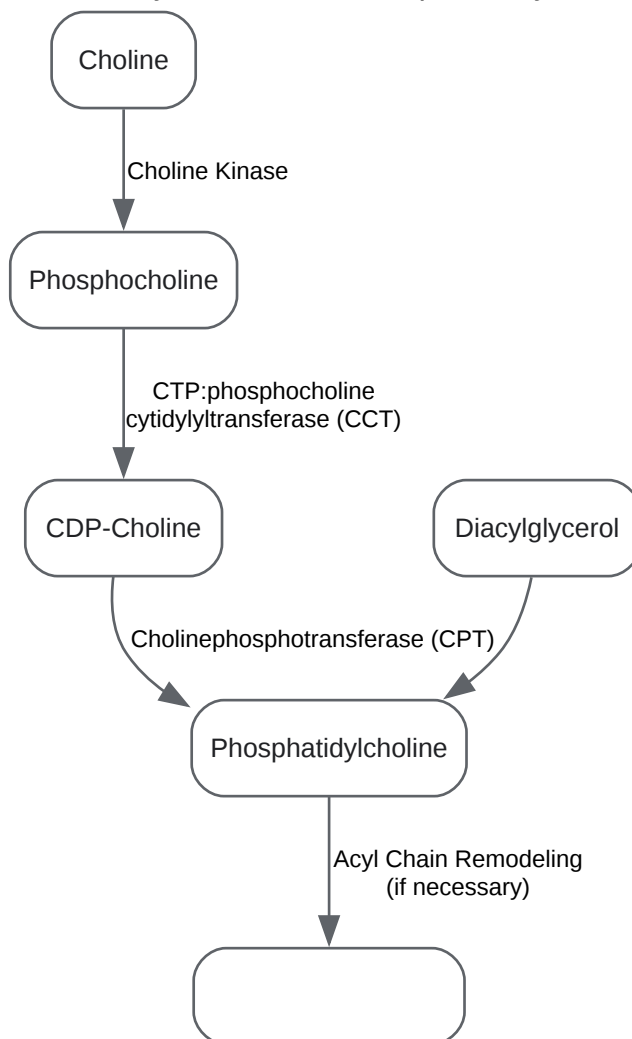 Choline
Choline Kinase
Phosphocholine
CTP:phosphocholine
cytidylyltransferase (CCT)
CDP-Choline
Diacylglycerol
Cholinephosphotransferase (CPT)
Phosphatidylcholine
Acyl Chain Remodeling
(if necessary)